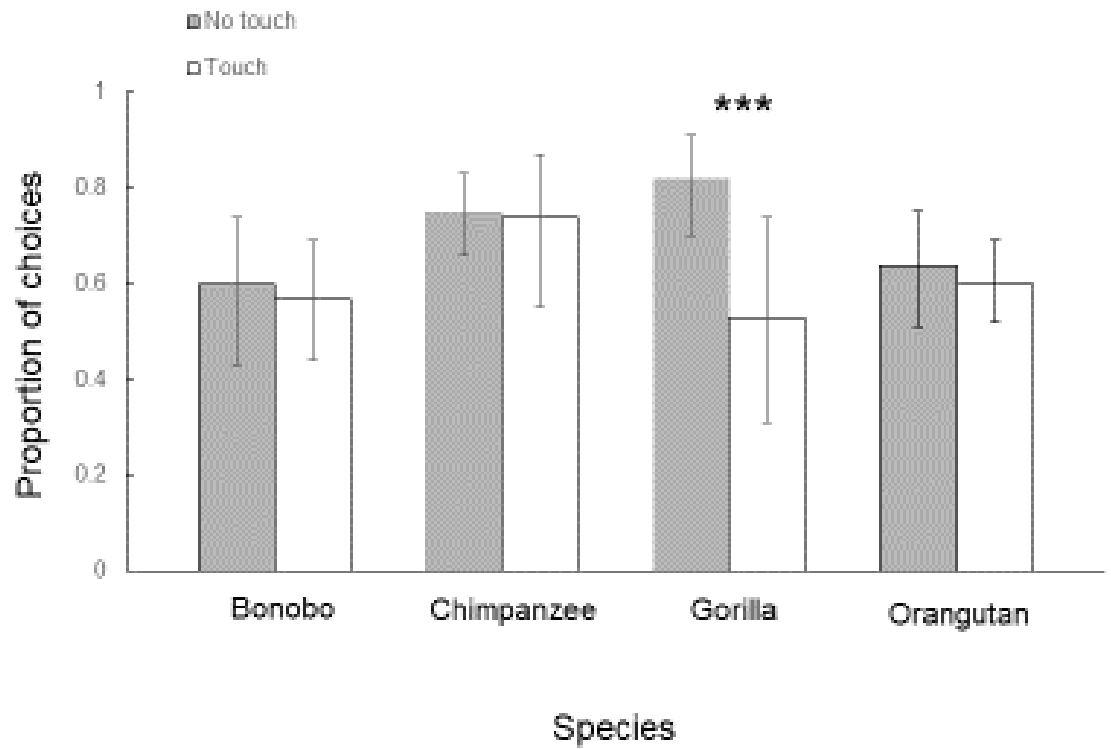 No touch
Touch
1
0.8
0.6
0.4
0.2
0
Proportion of choices
***
Bonobo
Chimpanzee
Gorilla
Orangutan
Species